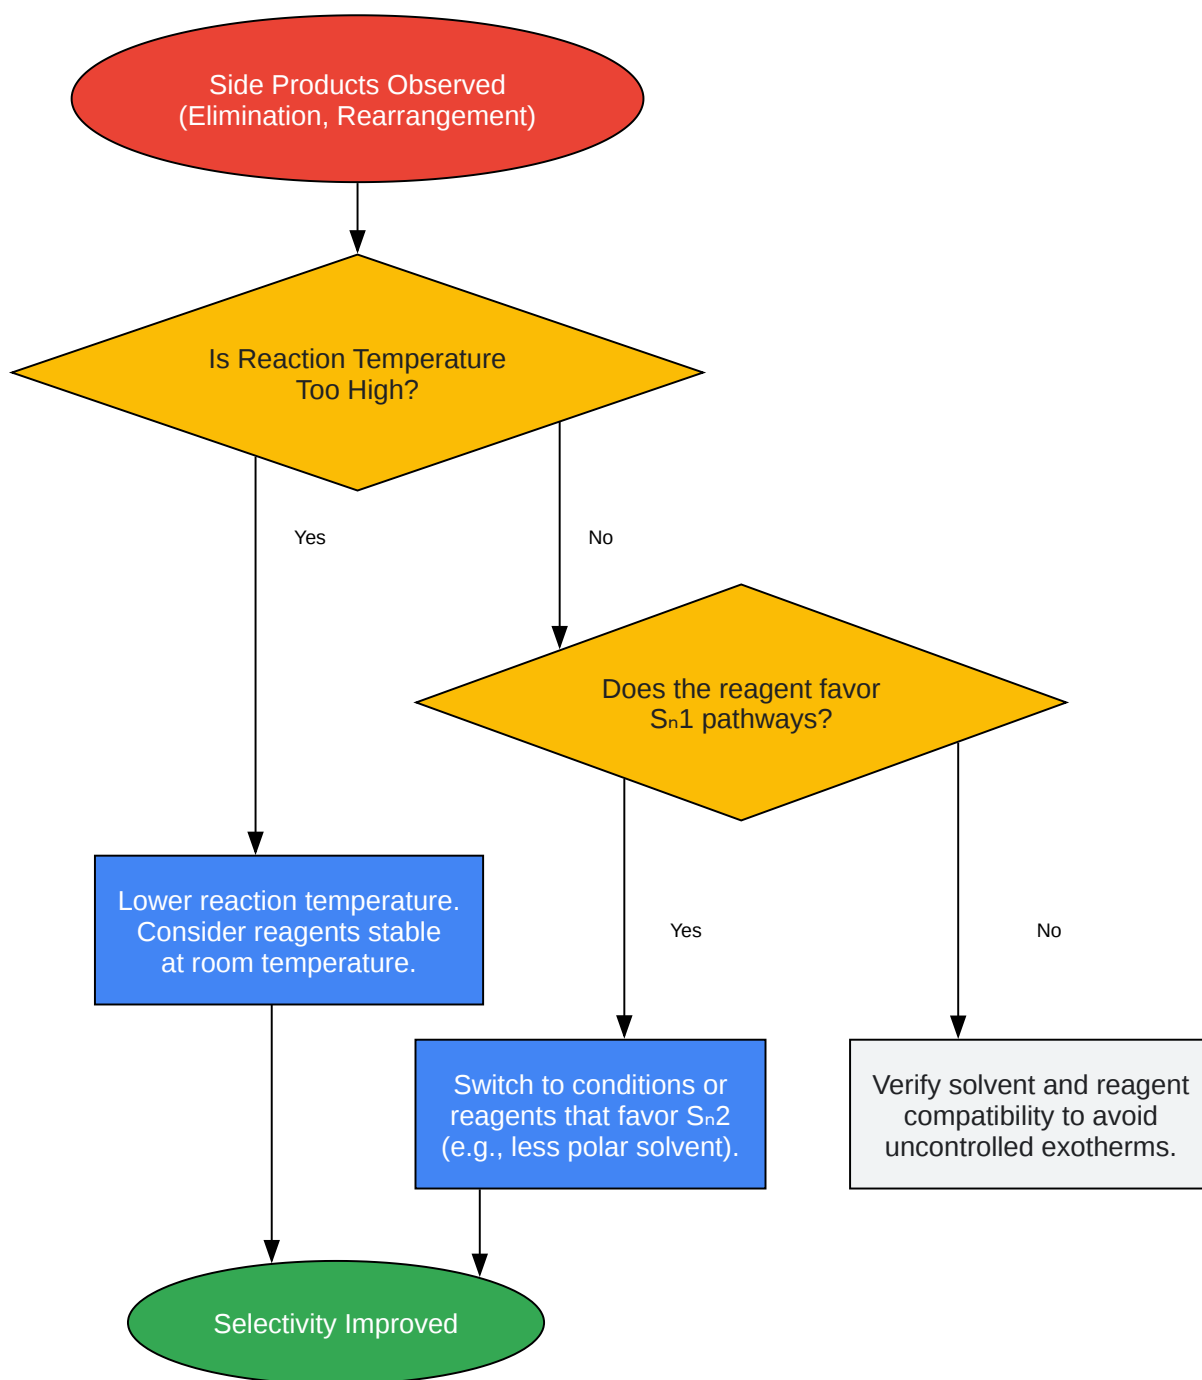 Side Products Observed
(Elimination, Rearrangement)
Is Reaction Temperature
Too High?
Yes
No
Does the reagent favor
Sₙ1 pathways?
Lower reaction temperature.
Consider reagents stable
at room temperature.
Yes
No
Switch to conditions or
reagents that favor Sₙ2
(e.g., less polar solvent).
Verify solvent and reagent
compatibility to avoid
uncontrolled exotherms.
Selectivity Improved